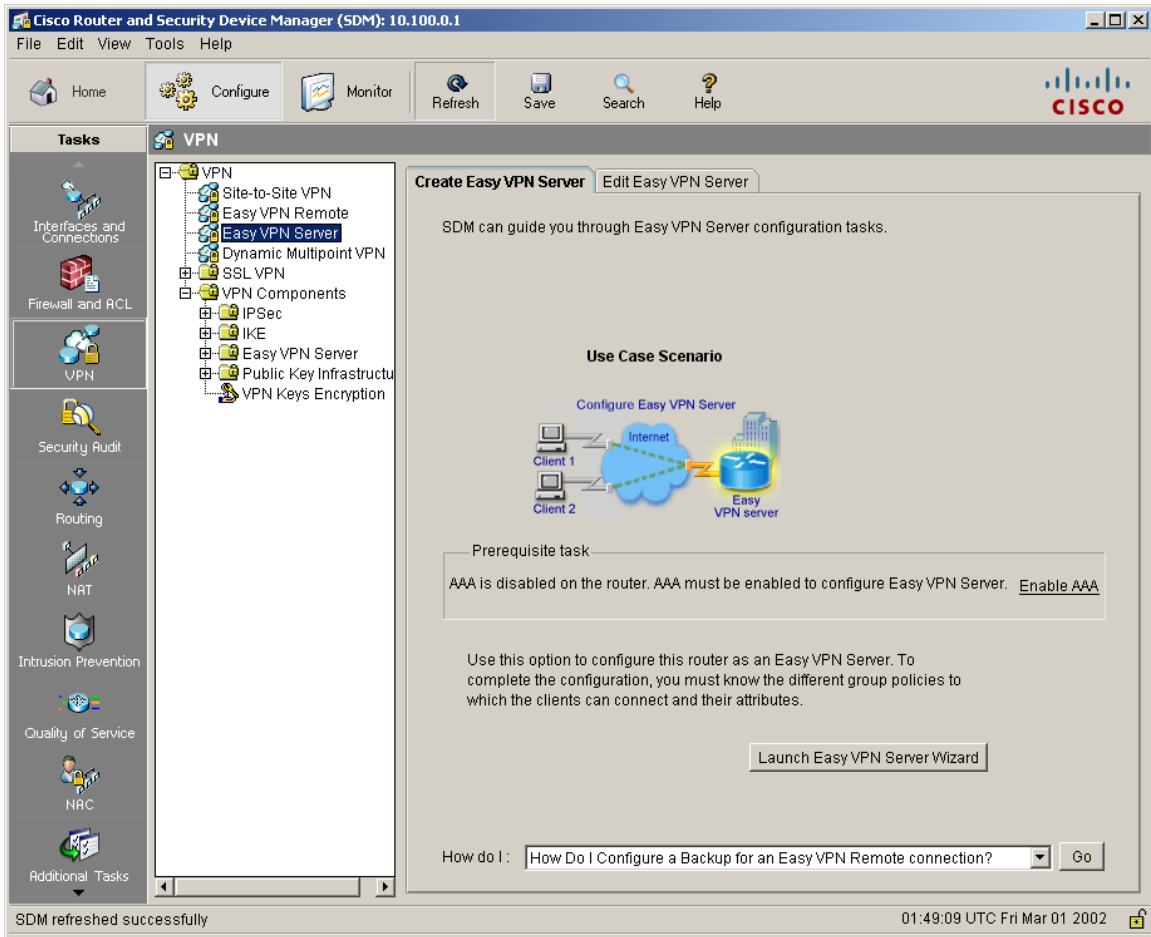 Cisco Router and Security Device Manager (SDM): 10.100.0.1
File Edit View Tools Help
Home
Configure
Monitor
Refresh
Save
Search
Help
CISCO
Tasks
VPN
Interfaces and
Connections
Firewall and ACL
VPN
Security Audit
Routing
NAT
Intrusion Prevention
Quality of Service
NAC
Additional Tasks
VPN
Site-to-Site VPN
Easy VPN Remote
Easy VPN Server
Dynamic Multipoint VPN
SSL VPN
VPN Components
IPSec
IKE
Easy VPN Server
Public Key Infrastructu
VPN Keys Encryption
Create Easy VPN Server
Edit Easy VPN Server
SDM can guide you through Easy VPN Server configuration tasks.
Use Case Scenario
Configure Easy VPN Server
Internet
Client 1
Client 2
Easy
VPN server
Prerequisite task
AAA is disabled on the router. AAA must be enabled to configure Easy VPN Server. Enable AAA
Use this option to configure this router as an Easy VPN Server. To
complete the configuration, you must know the different group policies to
which the clients can connect and their attributes.
Launch Easy VPN Server Wizard
How do I : How Do I Configure a Backup for an Easy VPN Remote connection? Go
SDM refreshed successfully
01:49:09 UTC Fri Mar 01 2002